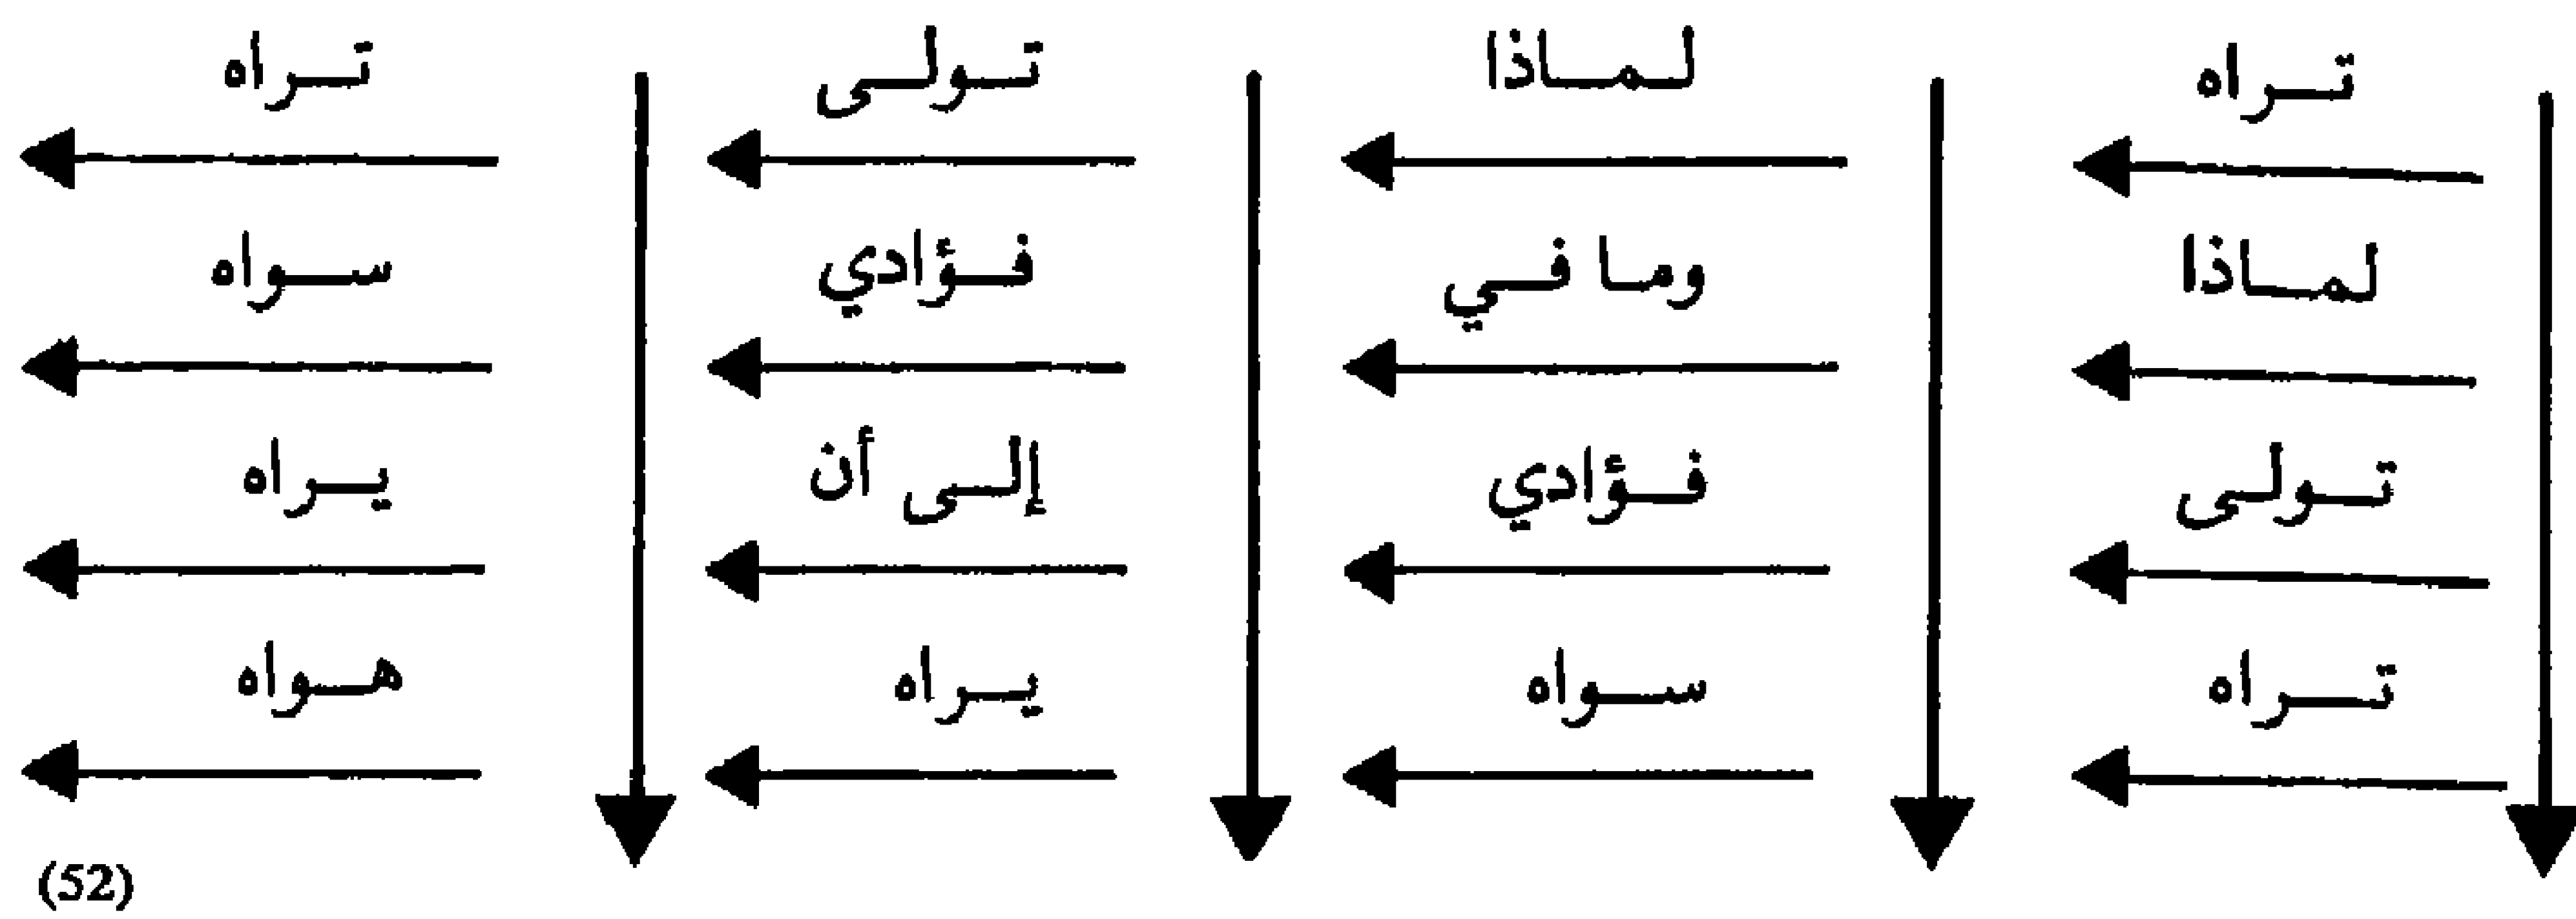 تراه لماذا تولى تراه
لماذا وما في فؤادي سواه
تولى فؤادي إلى أن يراه
تراه سواه يراه هواه
(52)